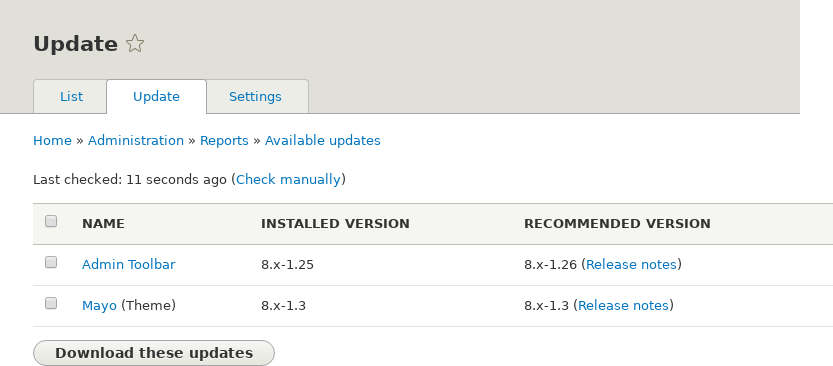 Update
List Update Settings
Home » Administration » Reports » Available updates
Last checked: 11 seconds ago (Check manually)
NAME INSTALLED VERSION RECOMMENDED VERSION
Admin Toolbar 8.x-1.25 8.x-1.26 (Release notes)
Mayo (Theme) 8.x-1.3 8.x-1.3 (Release notes)
Download these updates